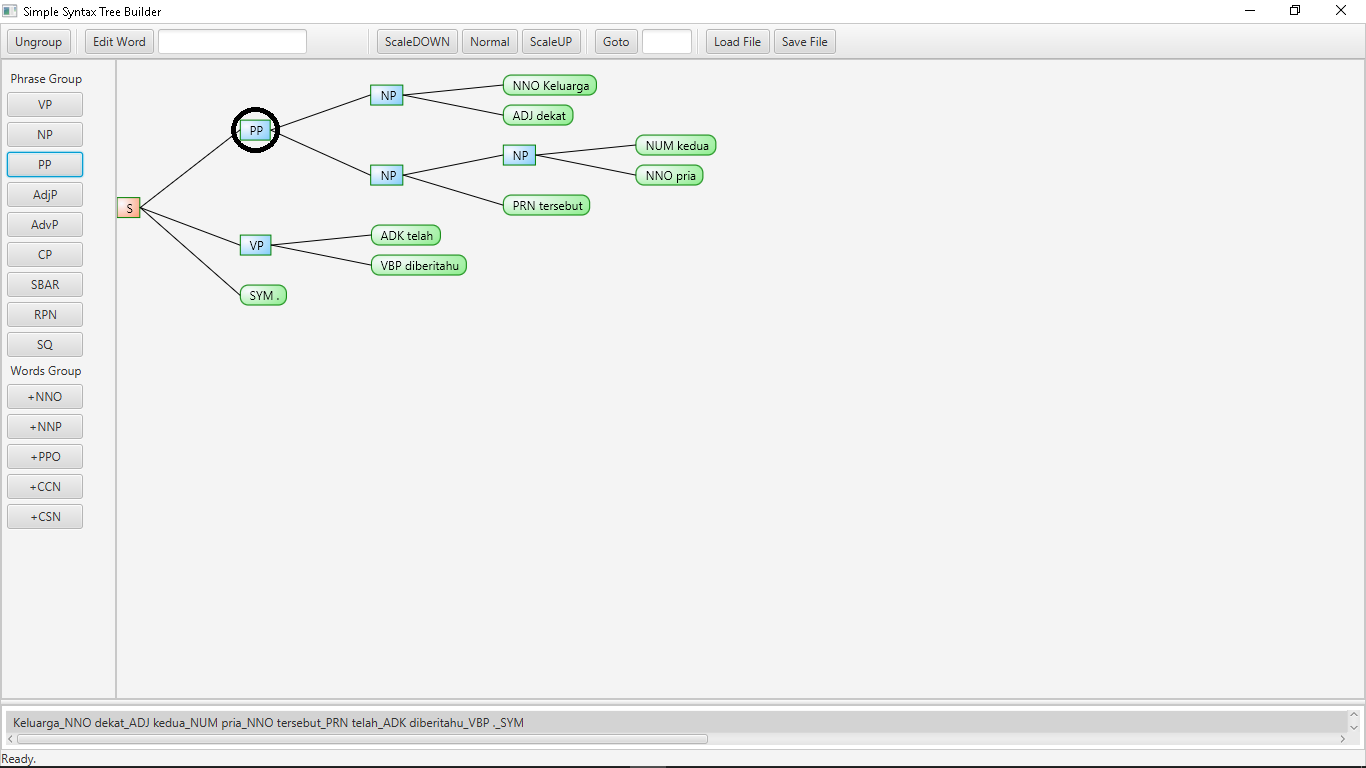 Simple Syntax Tree Builder
Ungroup Edit Word ScaleDOWN Normal ScaleUP Goto Load File Save File
Phrase Group
VP
NP
PP
AdjP
AdvP
CP
SBAR
RPN
SQ
Words Group
+NNO
+NNP
+PPO
+CCN
+CSN
S
PP
NP
NNO Keluarga
ADJ dekat
NP
NP
NUM kedua
NNO pria
PRN tersebut
VP
ADK telah
VBP diberitahu
SYM .
Keluarga_NNO dekat_ADJ kedua_NUM pria_NNO tersebut_PRN telah_ADK diberitahu_VBP ._SYM
Ready.